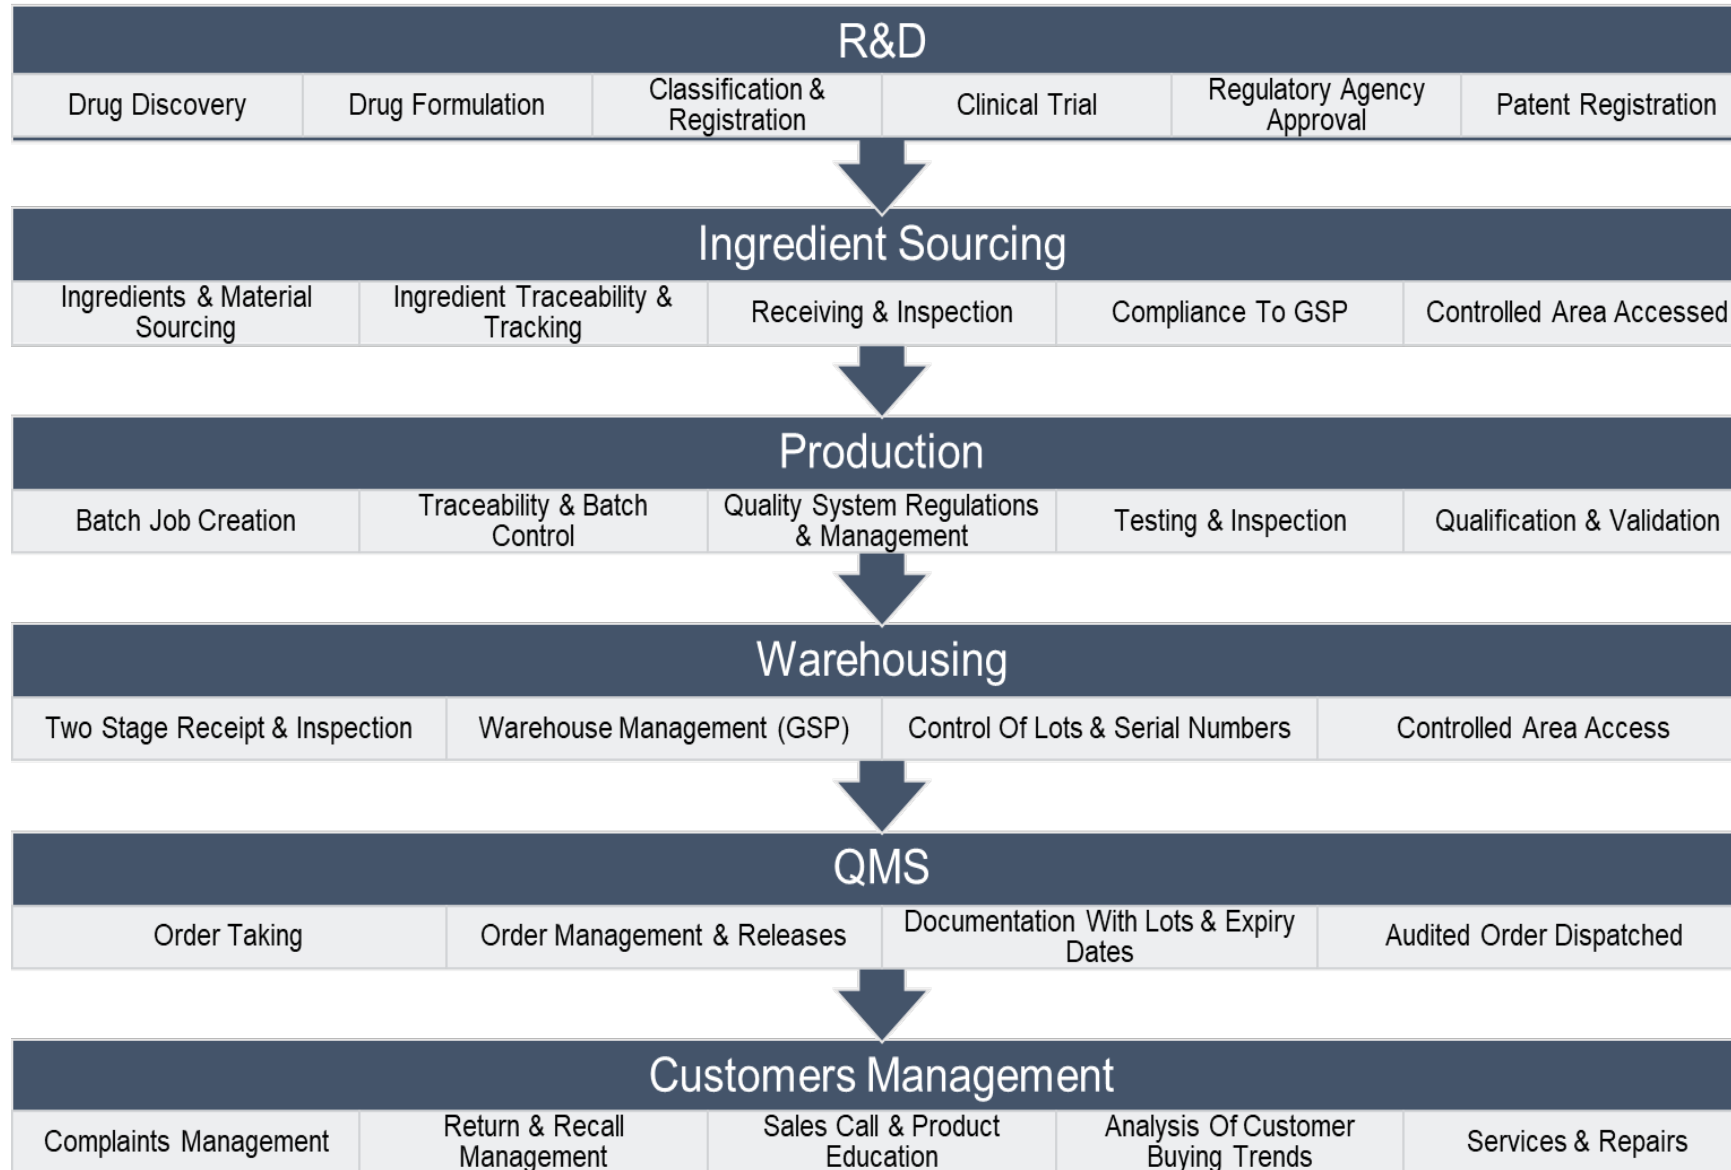 R&D
Drug Discovery
Drug Formulation
Classification &
Registration
Clinical Trial
Regulatory Agency
Approval
Patent Registration
Ingredient Sourcing
Ingredients & Material
Sourcing
Ingredient Traceability &
Tracking
Receiving & Inspection
Compliance To GSP
Controlled Area Accessed
Production
Batch Job Creation
Traceability & Batch
Control
Quality System Regulations
& Management
Testing & Inspection
Qualification & Validation
Warehousing
Two Stage Receipt & Inspection
Warehouse Management (GSP)
Control Of Lots & Serial Numbers
Controlled Area Access
QMS
Order Taking
Order Management & Releases
Documentation With Lots & Expiry
Dates
Audited Order Dispatched
Customers Management
Complaints Management
Return & Recall
Management
Sales Call & Product
Education
Analysis Of Customer
Buying Trends
Services & Repairs